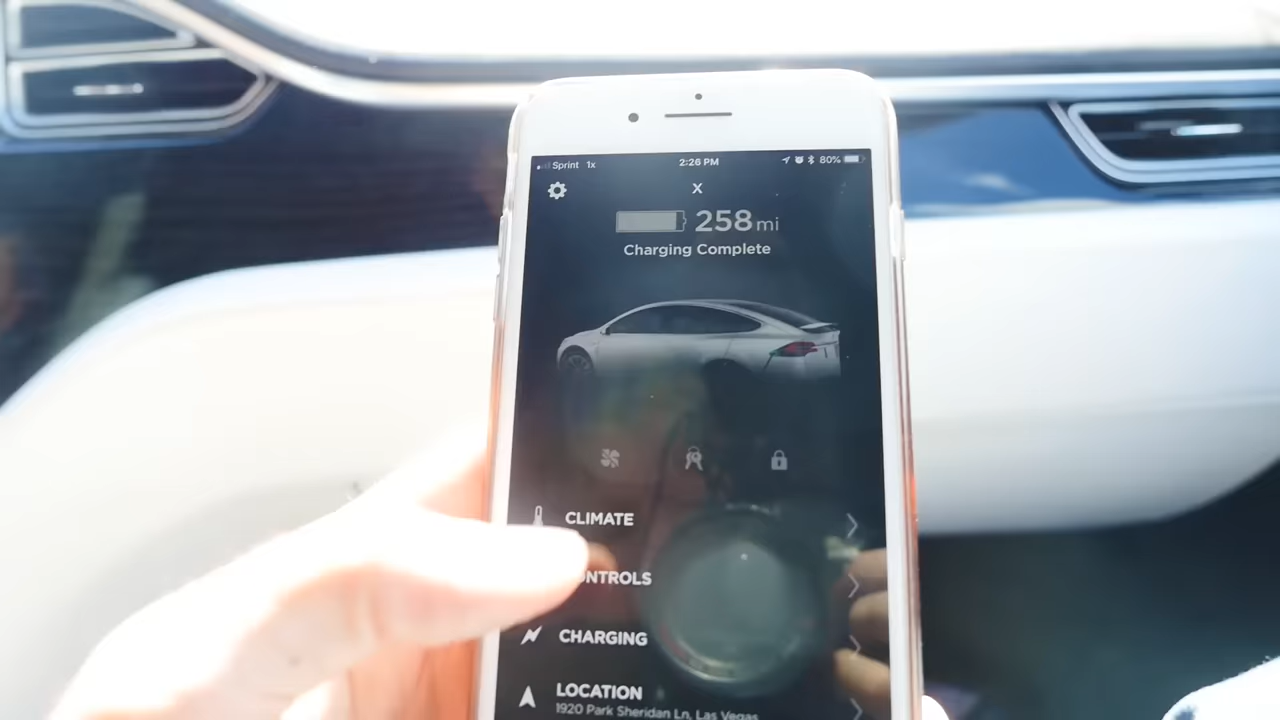 Sprint 1x 2:26 PM 80%
X
258 mi
Charging Complete
CLIMATE
ONTROLS
CHARGING
LOCATION
1920 Park Sheridan Ln, Las Vegas